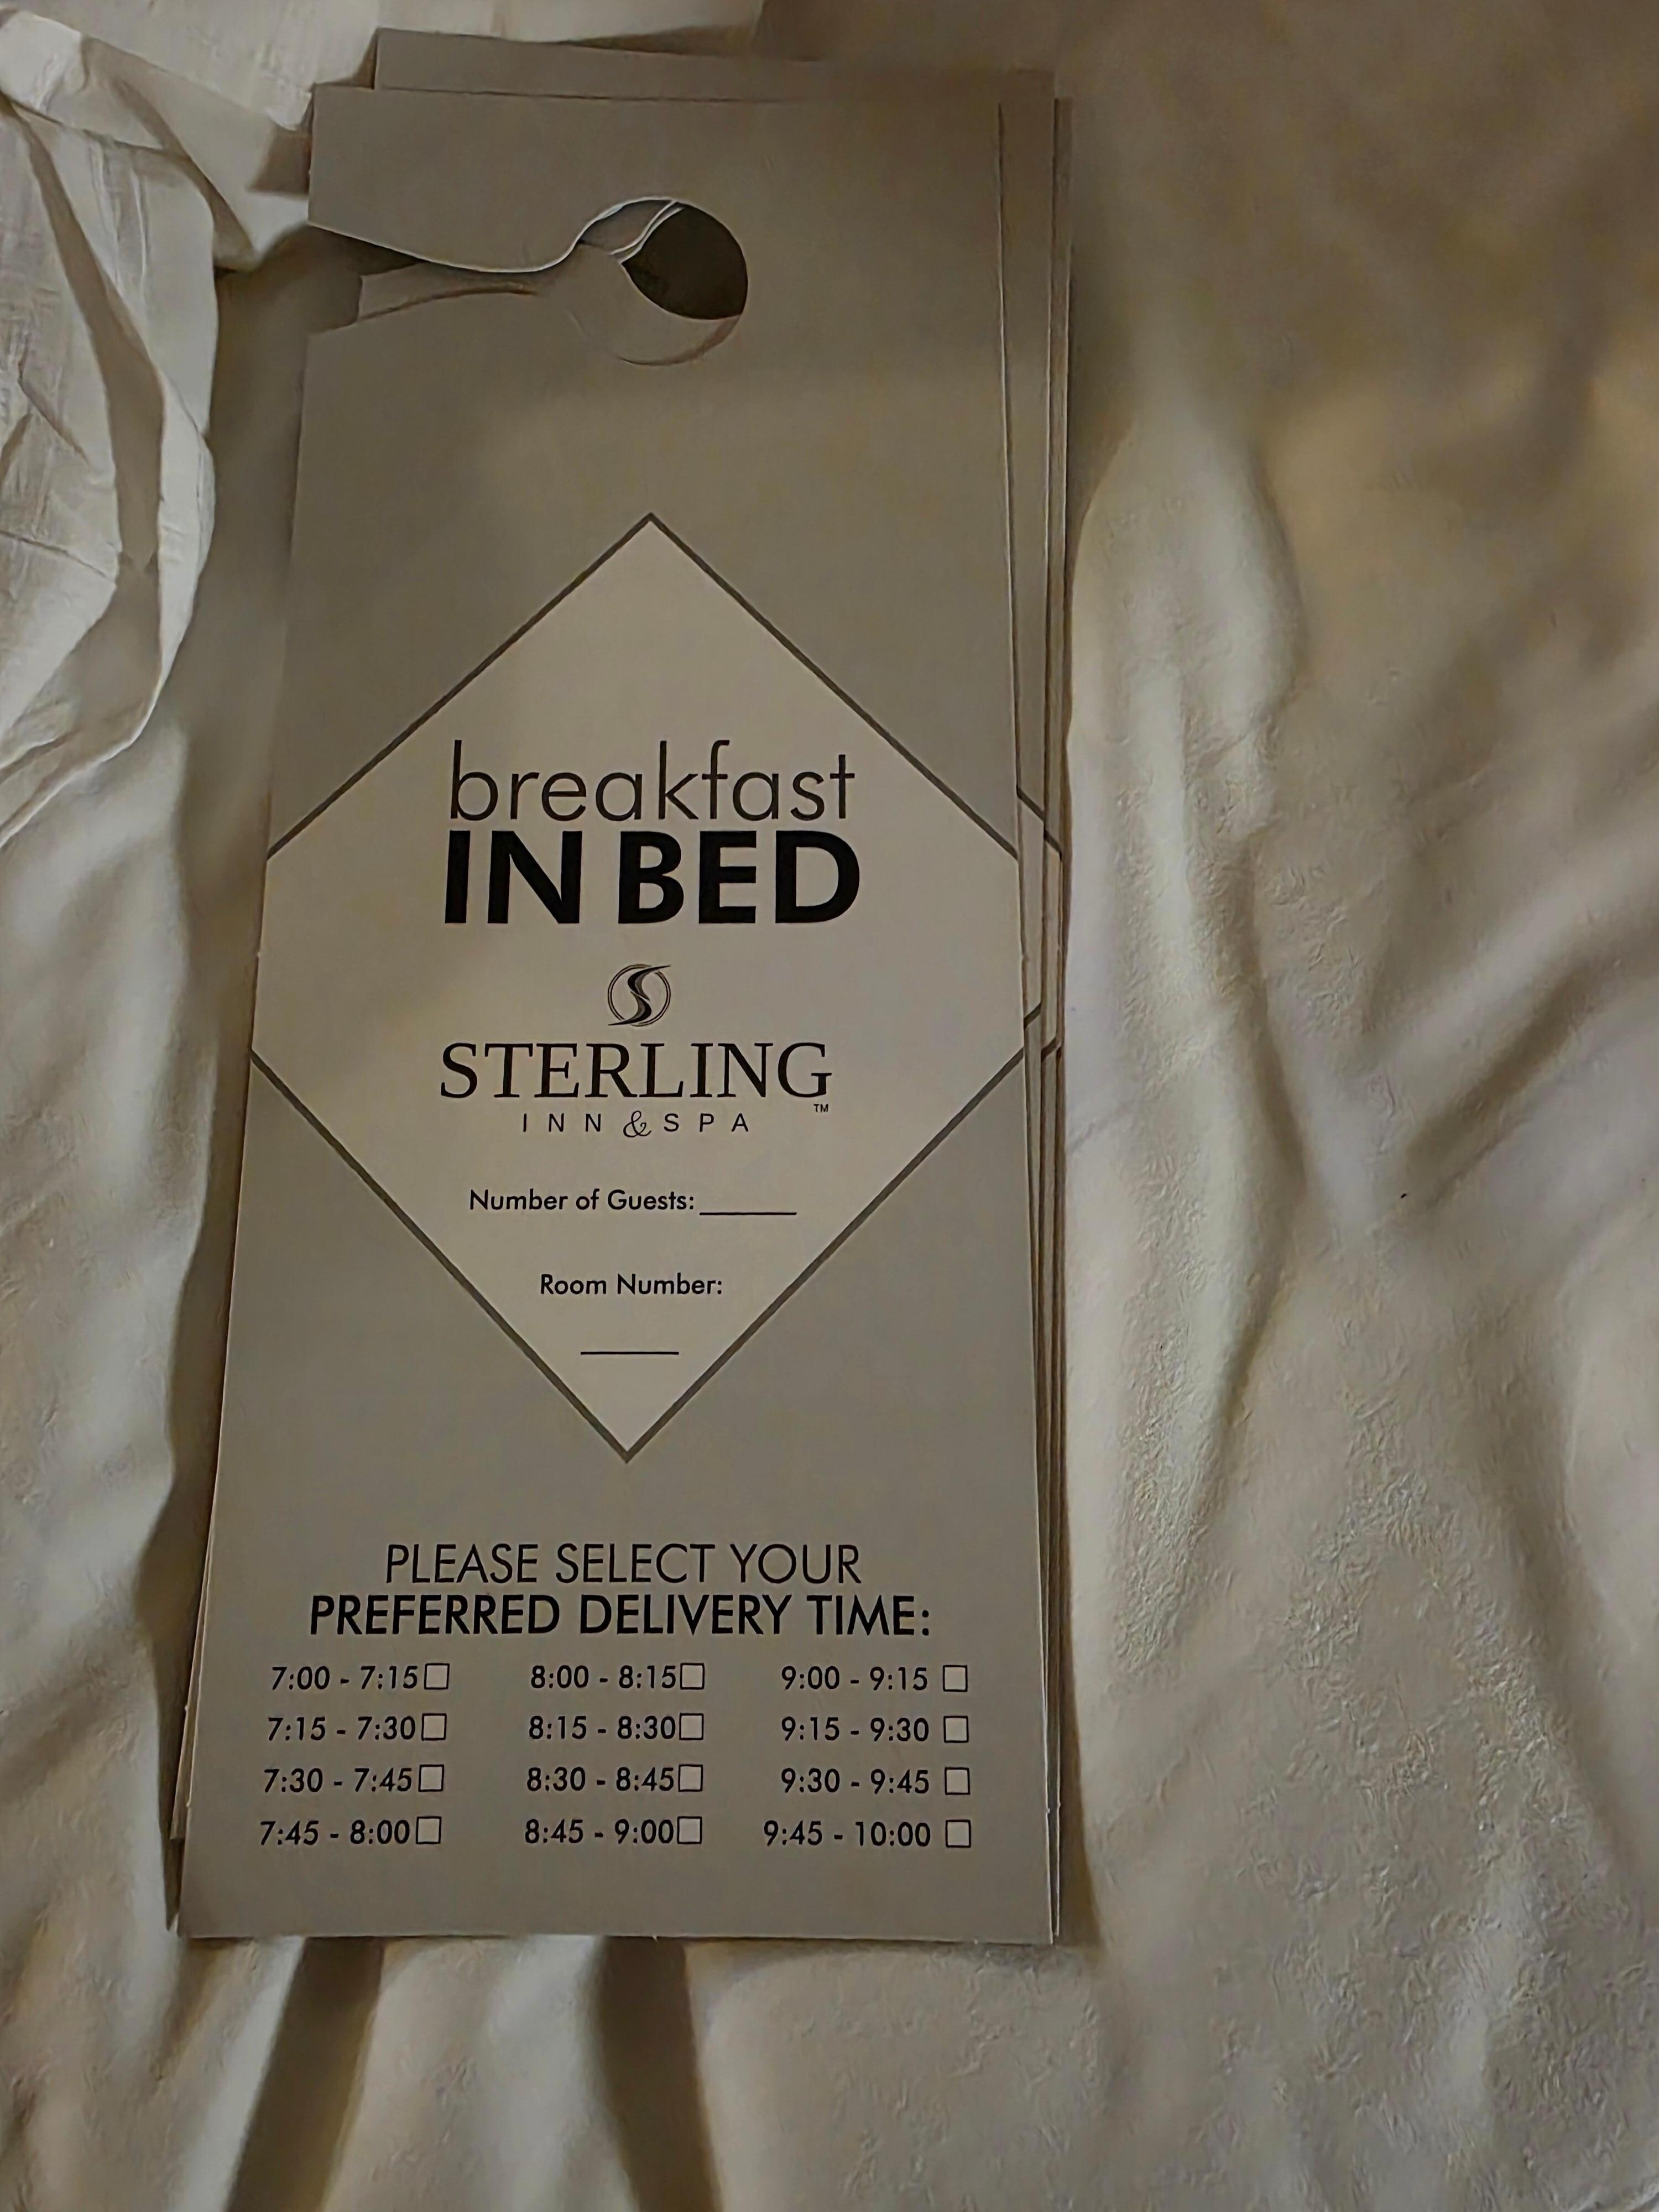 breakfast
IN BED
STERLING
INN & SPA ™
Number of Guests: ______
Room Number:
______
PLEASE SELECT YOUR
PREFERRED DELIVERY TIME:
7:00 - 7:15 ☐ 8:00 - 8:15 ☐ 9:00 - 9:15 ☐
7:15 - 7:30 ☐ 8:15 - 8:30 ☐ 9:15 - 9:30 ☐
7:30 - 7:45 ☐ 8:30 - 8:45 ☐ 9:30 - 9:45 ☐
7:45 - 8:00 ☐ 8:45 - 9:00 ☐ 9:45 - 10:00 ☐